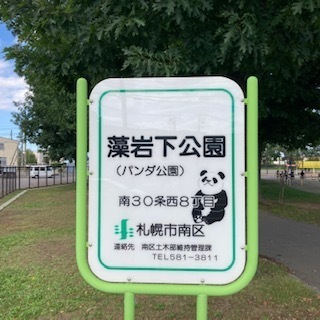 藻岩下公園
(パンダ公園)
南30条西8丁目
札幌市南区
連絡先 南区土木部維持管理課
TEL581-3811